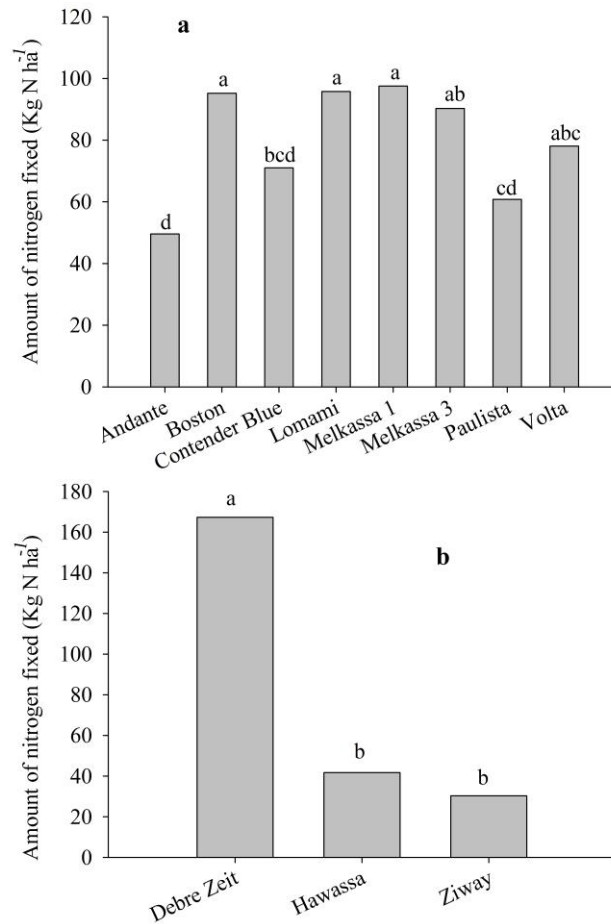 a
Amount of nitrogen fixed (Kg N ha-1)
120
100
80
60
40
20
0
d
a
bcd
a
a
ab
cd
abc
Andante
Boston
Contender Blue
Lomami
Melkassa 1
Melkassa 3
Paulista
Volta
b
Amount of nitrogen fixed (Kg N ha-1)
180
160
140
120
100
80
60
40
20
0
a
b
b
Debre Zeit
Hawassa
Ziway